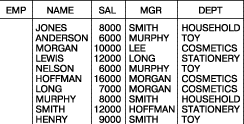 EMP NAME SAL MGR DEPT
JONES 8000 SMITH HOUSEHOLD
ANDERSON 6000 MURPHY TOY
MORGAN 10000 LEE COSMETICS
LEWIS 12000 LONG STATIONERY
NELSON 6000 MURPHY TOY
HOFFMAN 16000 MORGAN COSMETICS
LONG 7000 MORGAN COSMETICS
MURPHY 8000 SMITH HOUSEHOLD
SMITH 12000 HOFFMAN STATIONERY
HENRY 9000 SMITH TOY